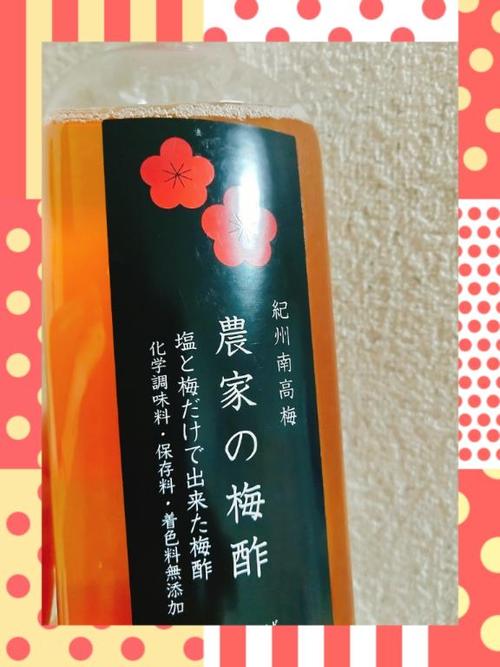 紀州南高梅
農家の梅酢
塩と梅だけで出来た梅酢
化学調味料・保存料・着色料無添加